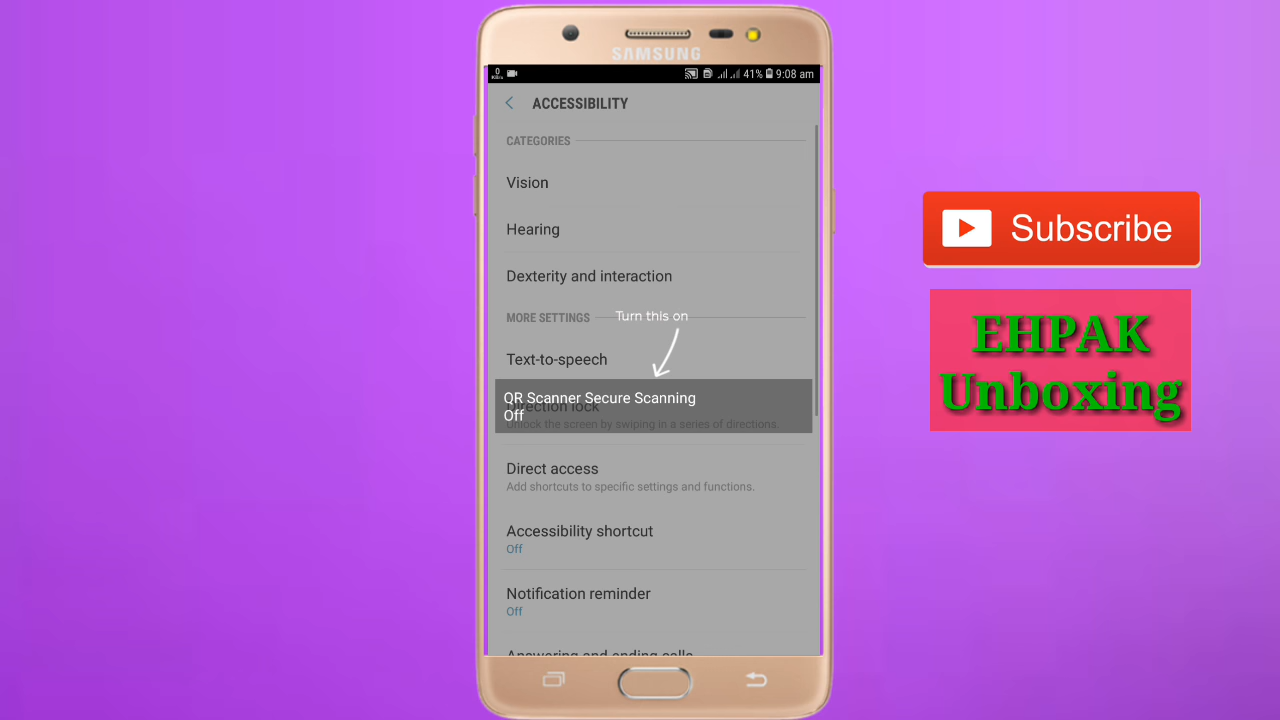 SAMSUNG
0
KB/s
41% 9:08 am
ACCESSIBILITY
CATEGORIES
Vision
Hearing
Dexterity and interaction
MORE SETTINGS
Turn this on
Text-to-speech
QR Scanner Secure Scanning
Off
Direction lock
Unlock the screen by swiping in a series of directions.
Direct access
Add shortcuts to specific settings and functions.
Accessibility shortcut
Off
Notification reminder
Off
Answering and ending calls
Subscribe
EHPAK
Unboxing